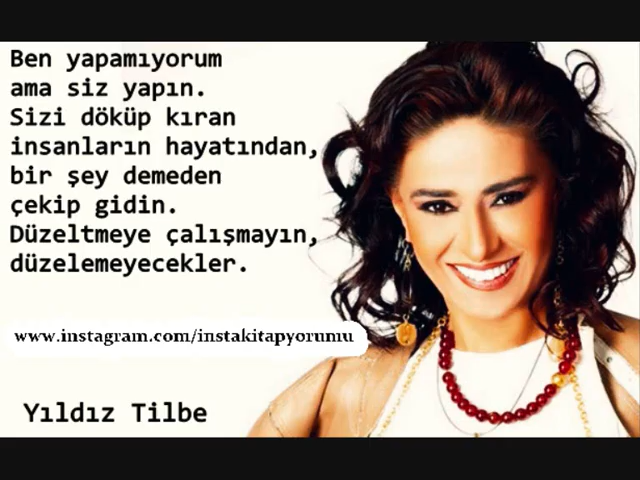 Ben yapamıyorum
ama siz yapın.
Sizi döküp kıran
insanların hayatından,
bir şey demeden
çekip gidin.
Düzeltmeye çalışmayın,
düzelemeyecekler.
www.instagram.com/instakitapyorumu
Yıldız Tilbe